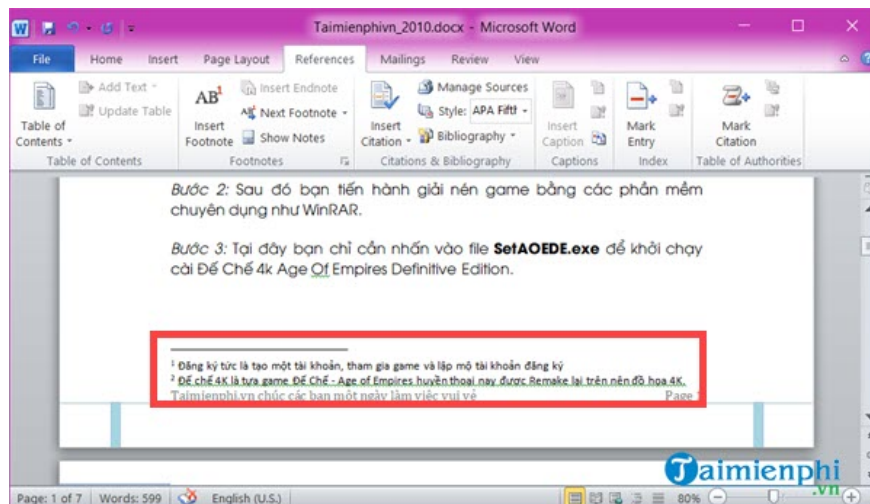 Taimienphivn_2010.docx - Microsoft Word
File Home Insert Page Layout References Mailings Review View
Table of Contents
Add Text
Update Table
Table of Contents
AB¹
Insert Footnote
Insert Endnote
Next Footnote
Show Notes
Footnotes
Insert Citation
Manage Sources
Style: APA Fifth
Bibliography
Citations & Bibliography
Insert Caption
Captions
Mark Entry
Index
Mark Citation
Table of Authorities
Bước 2: Sau đó bạn tiến hành giải nén game bằng các phần mềm
chuyên dụng như WinRAR.
Bước 3: Tại đây bạn chỉ cần nhấn vào file SetAOEDE.exe để khởi chạy
cài Đế Chế 4k Age Of Empires Definitive Edition.
¹ Đăng ký tức là tạo một tài khoản, tham gia game và lập mộ tài khoản đăng ký
² Đế chế 4K là tựa game Đế Chế - Age of Empires huyền thoại nay được Remake lại trên nền đồ họa 4K.
Taimienphi.vn chúc các bạn một ngày làm việc vui vẻ Page 1
Taimienphi
.vn
Page: 1 of 7 Words: 599 English (U.S.) 80%